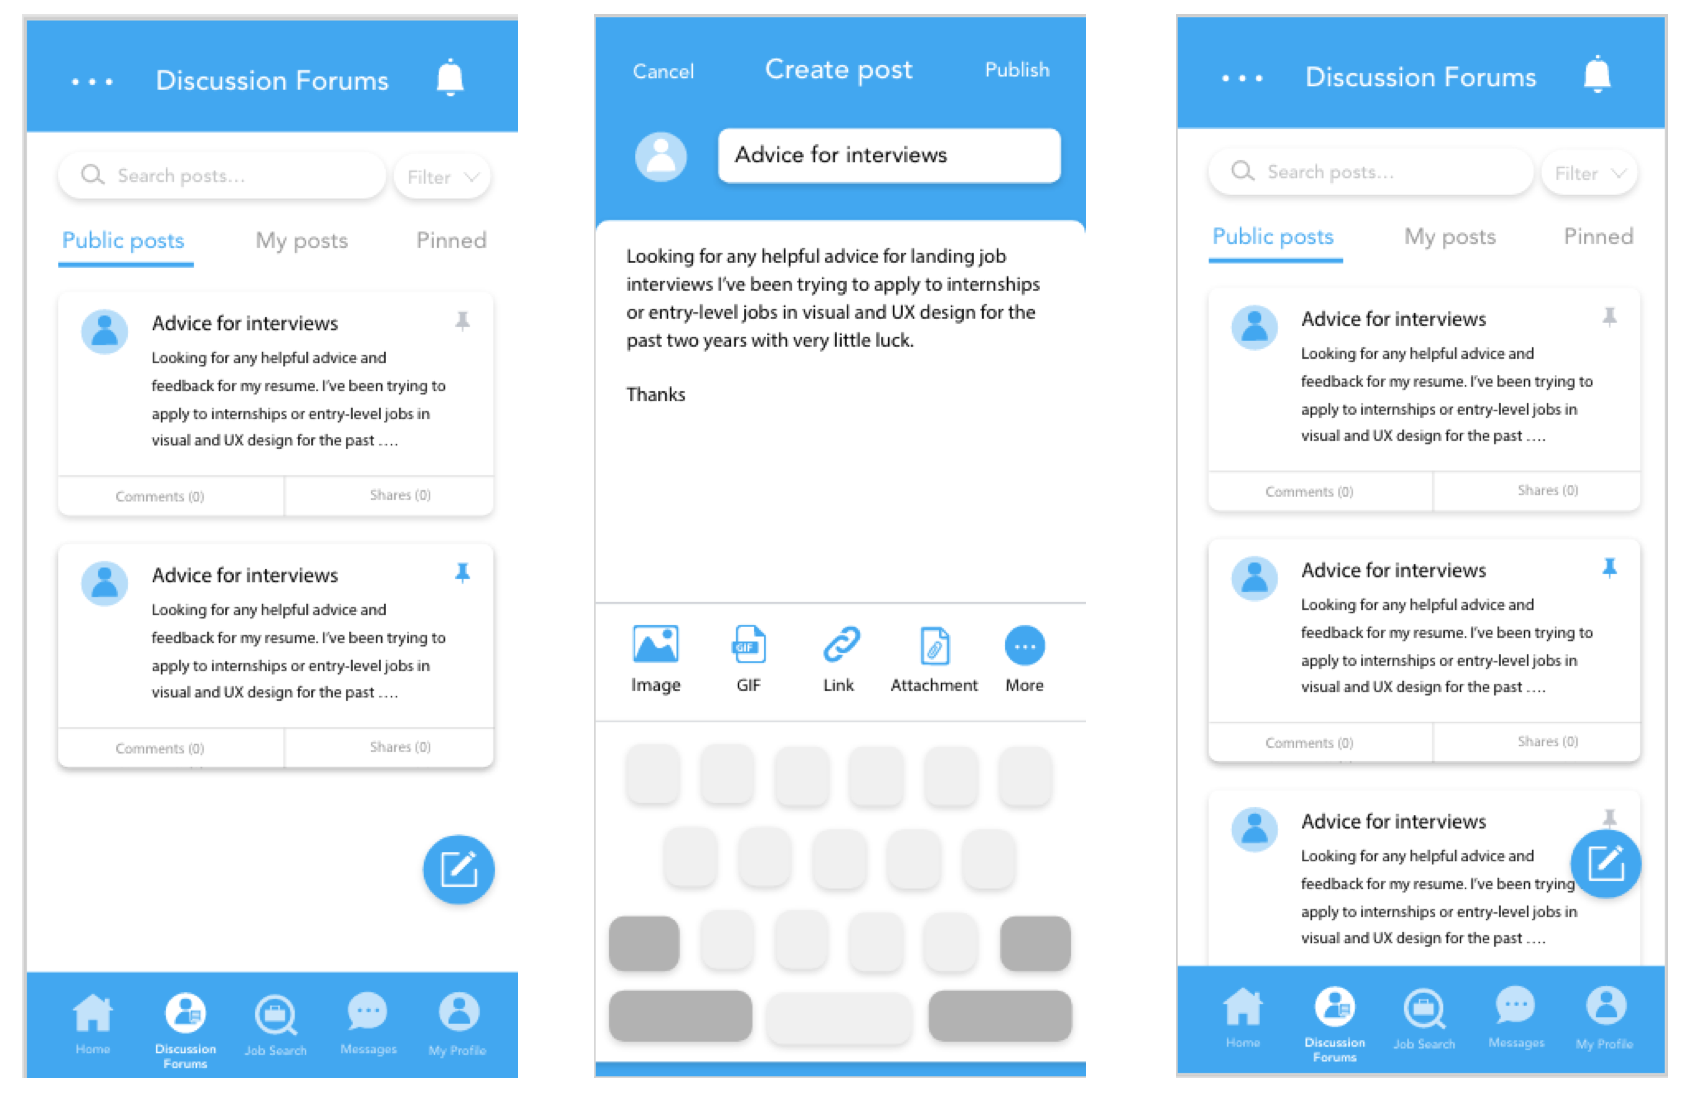 Discussion Forums
Search posts...
Filter
Public posts
My posts
Pinned
Advice for interviews
Looking for any helpful advice and
feedback for my resume. I've been trying to
apply to internships or entry-level jobs in
visual and UX design for the past ....
Comments (0)
Shares (0)
Advice for interviews
Looking for any helpful advice and
feedback for my resume. I've been trying to
apply to internships or entry-level jobs in
visual and UX design for the past ....
Comments (0)
Shares (0)
Home
Discussion
Forums
Job Search
Messages
My Profile
Cancel
Create post
Publish
Advice for interviews
Looking for any helpful advice for landing job
interviews I've been trying to apply to internships
or entry-level jobs in visual and UX design for the
past two years with very little luck.
Thanks
Image
GIF
GIF
Link
Attachment
More
Discussion Forums
Search posts...
Filter
Public posts
My posts
Pinned
Advice for interviews
Looking for any helpful advice and
feedback for my resume. I've been trying to
apply to internships or entry-level jobs in
visual and UX design for the past ....
Comments (0)
Shares (0)
Advice for interviews
Looking for any helpful advice and
feedback for my resume. I've been trying to
apply to internships or entry-level jobs in
visual and UX design for the past ....
Comments (0)
Shares (0)
Advice for interviews
Looking for any helpful advice and
feedback for my resume. I've been trying
apply to internships or entry-level jobs in
visual and UX design for the past ....
Home
Discussion
Forums
Job Search
Messages
My Profile